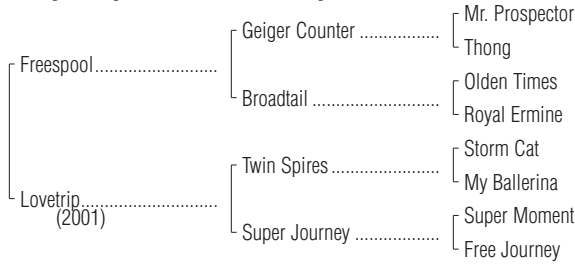 Mr. Prospector
Geiger Counter ..................
Thong
Freespool ...........................
Olden Times
Broadtail ............................
Royal Ermine
Storm Cat
Twin Spires ........................
My Ballerina
Lovetrip ..............................
(2001)
Super Moment
Super Journey ...................
Free Journey